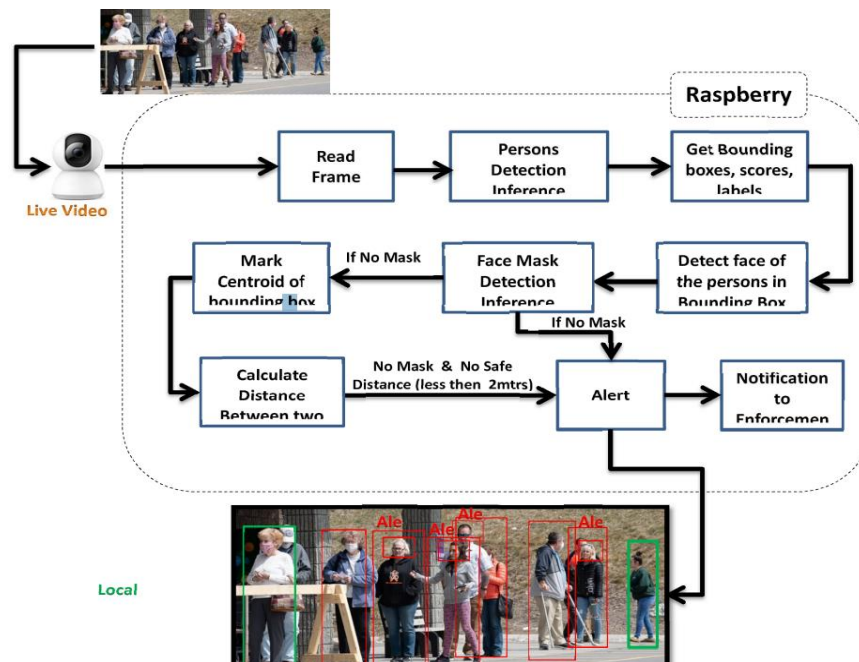 Raspberry
Live Video
Read
Frame
Persons
Detection
Inference
Get Bounding
boxes, scores,
labels
Mark
Centroid of
bounding box
If No Mask
Face Mask
Detection
Inference
Detect face of
the persons in
Bounding Box
If No Mask
Calculate
Distance
Between two
No Mask & No Safe
Distance (less then 2mtrs)
Alert
Notification
to
Enforcemen
Ale
Ale
Ale
Ale
Local